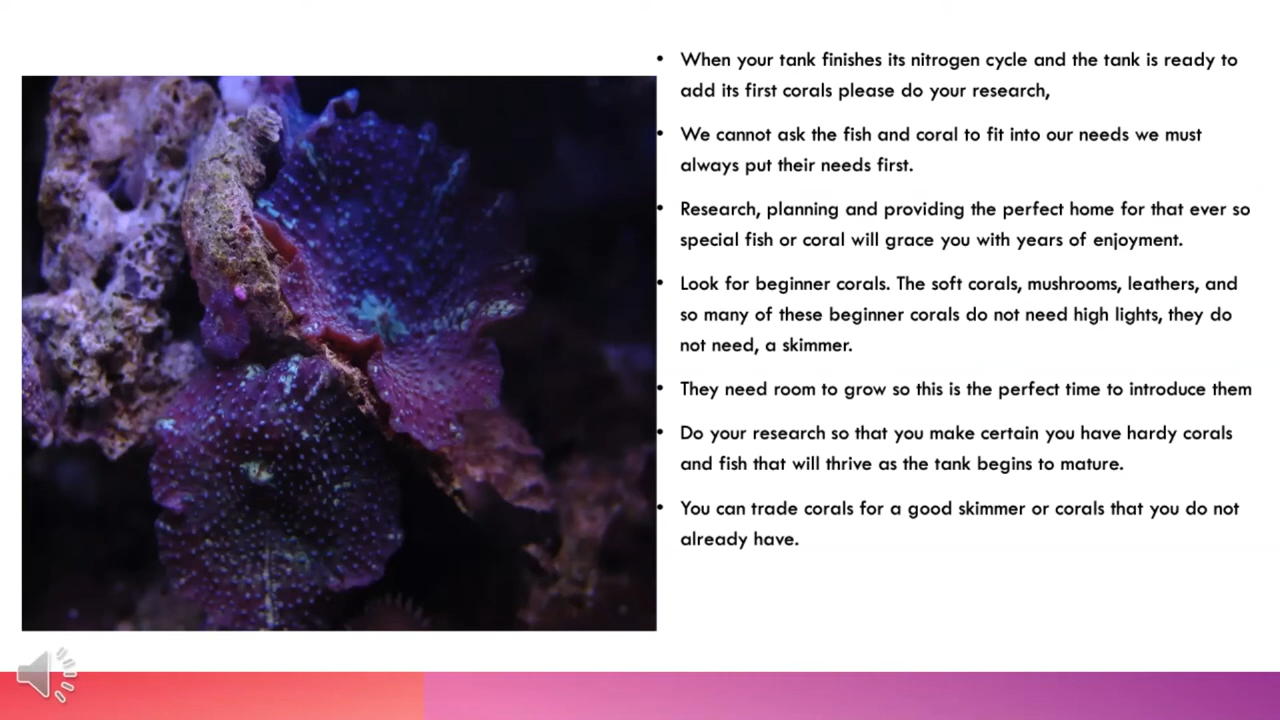 • When your tank finishes its nitrogen cycle and the tank is ready to
add its first corals please do your research,
• We cannot ask the fish and coral to fit into our needs we must
always put their needs first.
• Research, planning and providing the perfect home for that ever so
special fish or coral will grace you with years of enjoyment.
• Look for beginner corals. The soft corals, mushrooms, leathers, and
so many of these beginner corals do not need high lights, they do
not need, a skimmer.
• They need room to grow so this is the perfect time to introduce them
• Do your research so that you make certain you have hardy corals
and fish that will thrive as the tank begins to mature.
• You can trade corals for a good skimmer or corals that you do not
already have.